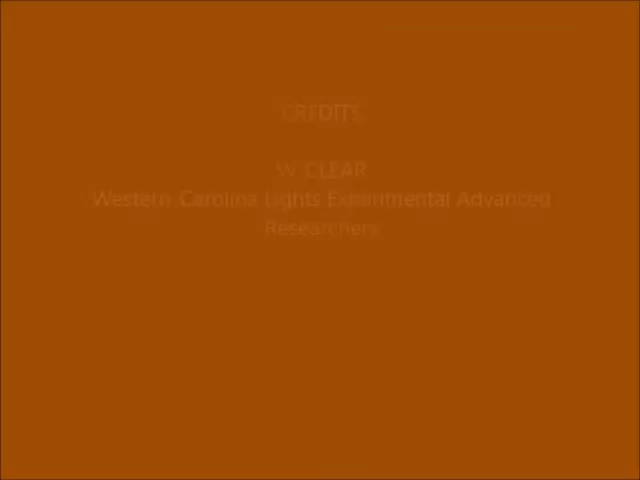 CREDITS
W CLEAR
Western Carolina Lights Experimental Advanced
Researchers